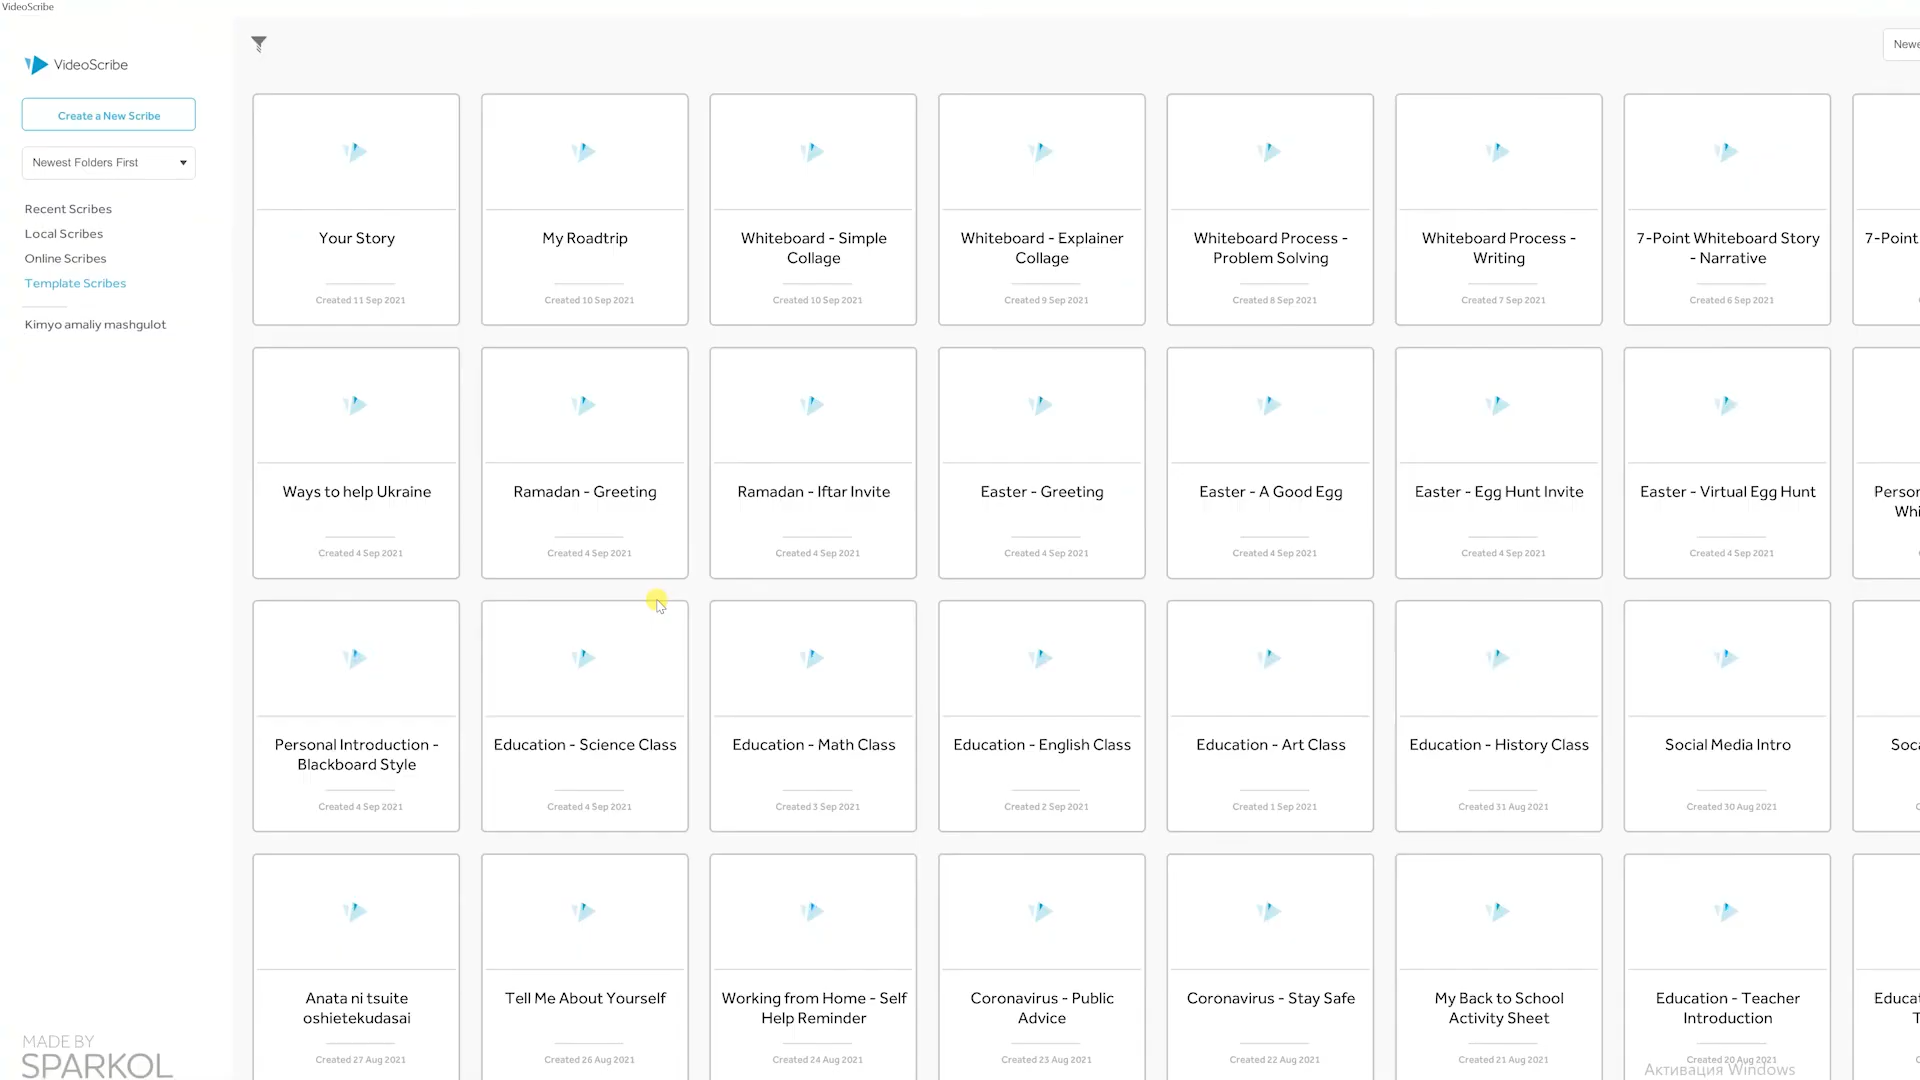 VideoScribe
VideoScribe
Create a New Scribe
Newest Folders First
Recent Scribes
Local Scribes
Online Scribes
Template Scribes
Kimyo amaliy mashgulot
MADE BY
SPARKOL
Newe
Your Story
Created 11 Sep 2021
My Roadtrip
Created 10 Sep 2021
Whiteboard - Simple
Collage
Created 10 Sep 2021
Whiteboard - Explainer
Collage
Created 9 Sep 2021
Whiteboard Process -
Problem Solving
Created 8 Sep 2021
Whiteboard Process -
Writing
Created 7 Sep 2021
7-Point Whiteboard Story
- Narrative
Created 6 Sep 2021
7-Point
Ways to help Ukraine
Created 4 Sep 2021
Ramadan - Greeting
Created 4 Sep 2021
Ramadan - Iftar Invite
Created 4 Sep 2021
Easter - Greeting
Created 4 Sep 2021
Easter - A Good Egg
Created 4 Sep 2021
Easter - Egg Hunt Invite
Created 4 Sep 2021
Easter - Virtual Egg Hunt
Created 4 Sep 2021
Person
Whi
Personal Introduction -
Blackboard Style
Created 4 Sep 2021
Education - Science Class
Created 4 Sep 2021
Education - Math Class
Created 3 Sep 2021
Education - English Class
Created 2 Sep 2021
Education - Art Class
Created 1 Sep 2021
Education - History Class
Created 31 Aug 2021
Social Media Intro
Created 30 Aug 2021
Soca
Anata ni tsuite
oshietekudasai
Created 27 Aug 2021
Tell Me About Yourself
Created 26 Aug 2021
Working from Home - Self
Help Reminder
Created 24 Aug 2021
Coronavirus - Public
Advice
Created 23 Aug 2021
Coronavirus - Stay Safe
Created 22 Aug 2021
My Back to School
Activity Sheet
Created 21 Aug 2021
Education - Teacher
Introduction
Created 20 Aug 2021
Educat
T
Активация Windows